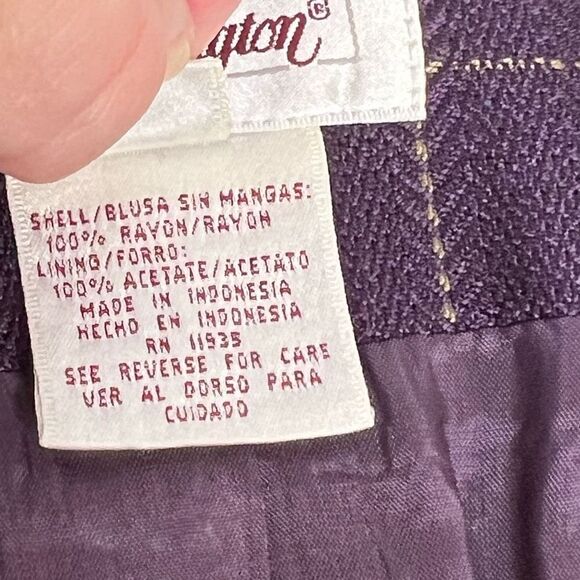 SHELL/BLUSA SIN MANGAS:
100% RAYON/RAYON
LINING/FORRO:
100% ACETATE/ACETATO
MADE IN INDONESIA
HECHO EN INDONESIA
RN 11935
SEE REVERSE FOR CARE
VER AL DORSO PARA
CUIDADO